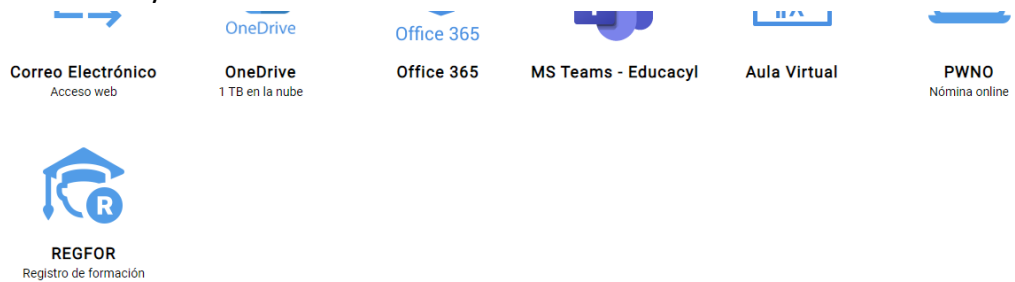 OneDrive
Office 365
Correo Electrónico
Acceso web
OneDrive
1 TB en la nube
Office 365
MS Teams - Educacyl
Aula Virtual
PWNO
Nómina online
R
REGFOR
Registro de formación